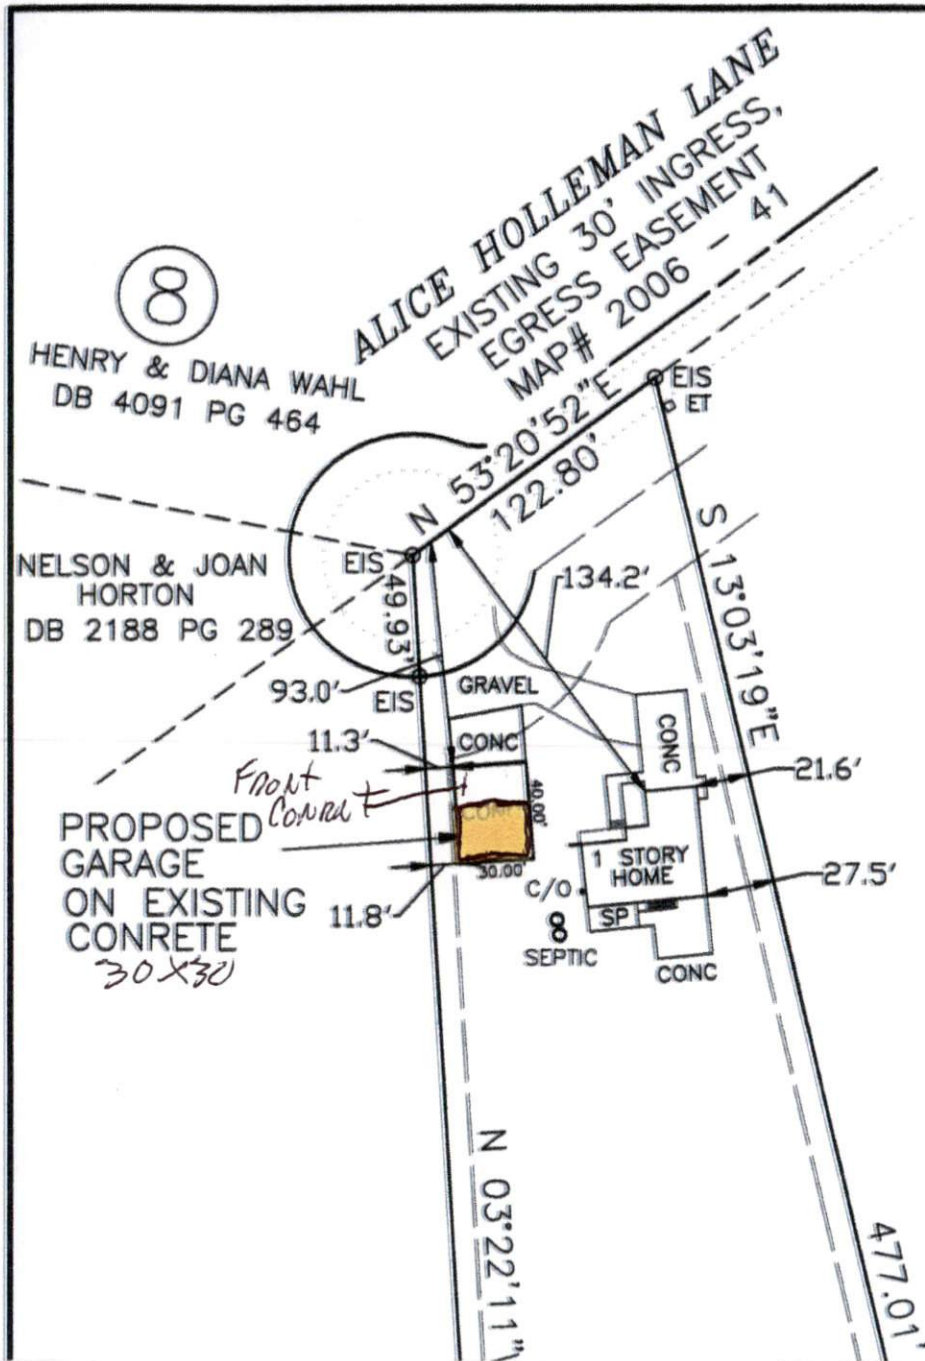 ALICE HOLLEMAN LANE
EXISTING 30' INGRESS,
EGRESS EASEMENT
MAP# 2006 - 41
8
HENRY & DIANA WAHL
DB 4091 PG 464
N 53°20'52"E
122.80'
EIS
ET
NELSON & JOAN
HORTON
DB 2188 PG 289
EIS
49.93'
134.2'
S 13°03'19"E
93.0'
EIS
GRAVEL
CONC
CONC
11.3'
21.6'
Front
40.00'
PROPOSED
GARAGE
ON EXISTING
CONRETE
30X30
30.00'
11.8'
1 STORY
HOME
27.5'
C/O
SP
SEPTIC
CONC
N 03°22'11"
477.01'